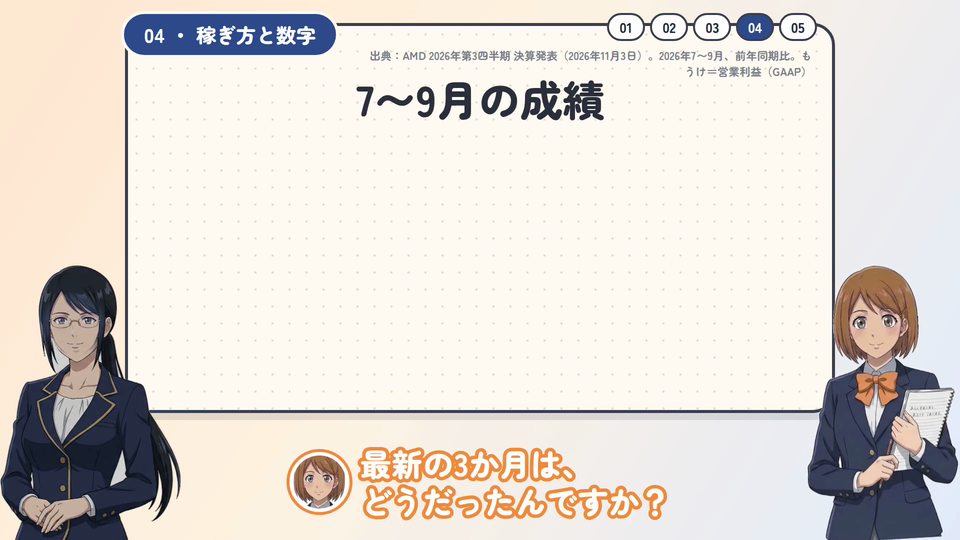 04 ・ 稼ぎ方と数字
01 02 03 04 05
出典：AMD 2026年第3四半期 決算発表（2026年11月3日）。2026年7〜9月、前年同期比。も
うけ＝営業利益（GAAP）
7〜9月の成績
最新の3か月は、
どうだったんですか？